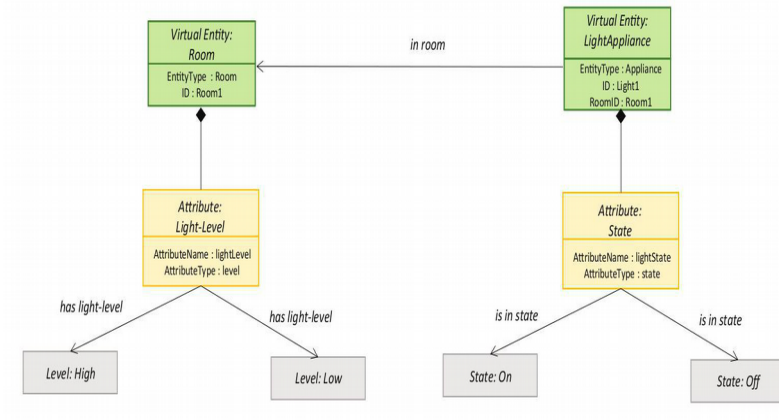 Virtual Entity:
Room
EntityType : Room
ID : Room1
in room
Virtual Entity:
LightAppliance
EntityType : Appliance
ID : Light1
RoomID : Room1
Attribute:
Light-Level
AttributeName : lightLevel
AttributeType : level
Attribute:
State
AttributeName : lightState
AttributeType : state
has light-level
has light-level
is in state
is in state
Level: High
Level: Low
State: On
State: Off